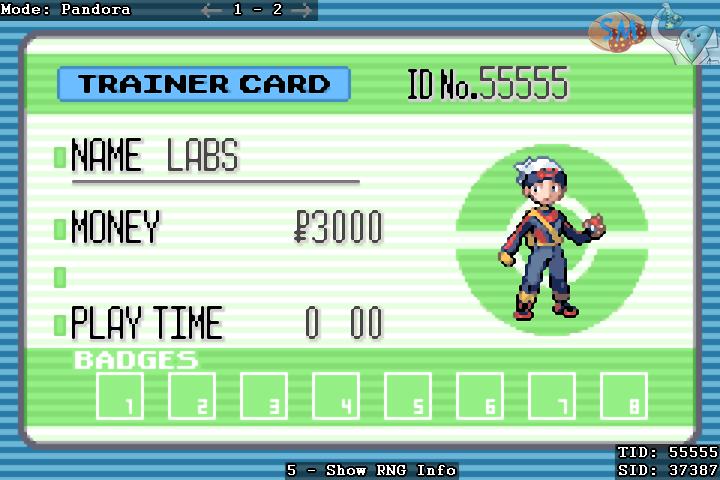 Mode: Pandora ← 1 - 2 →
SM
TRAINER CARD
ID No.55555
NAME LABS
MONEY ₽3000
PLAY TIME 0 00
BADGES
1 2 3 4 5 6 7 8
5 - Show RNG Info
TID: 55555
SID: 37387